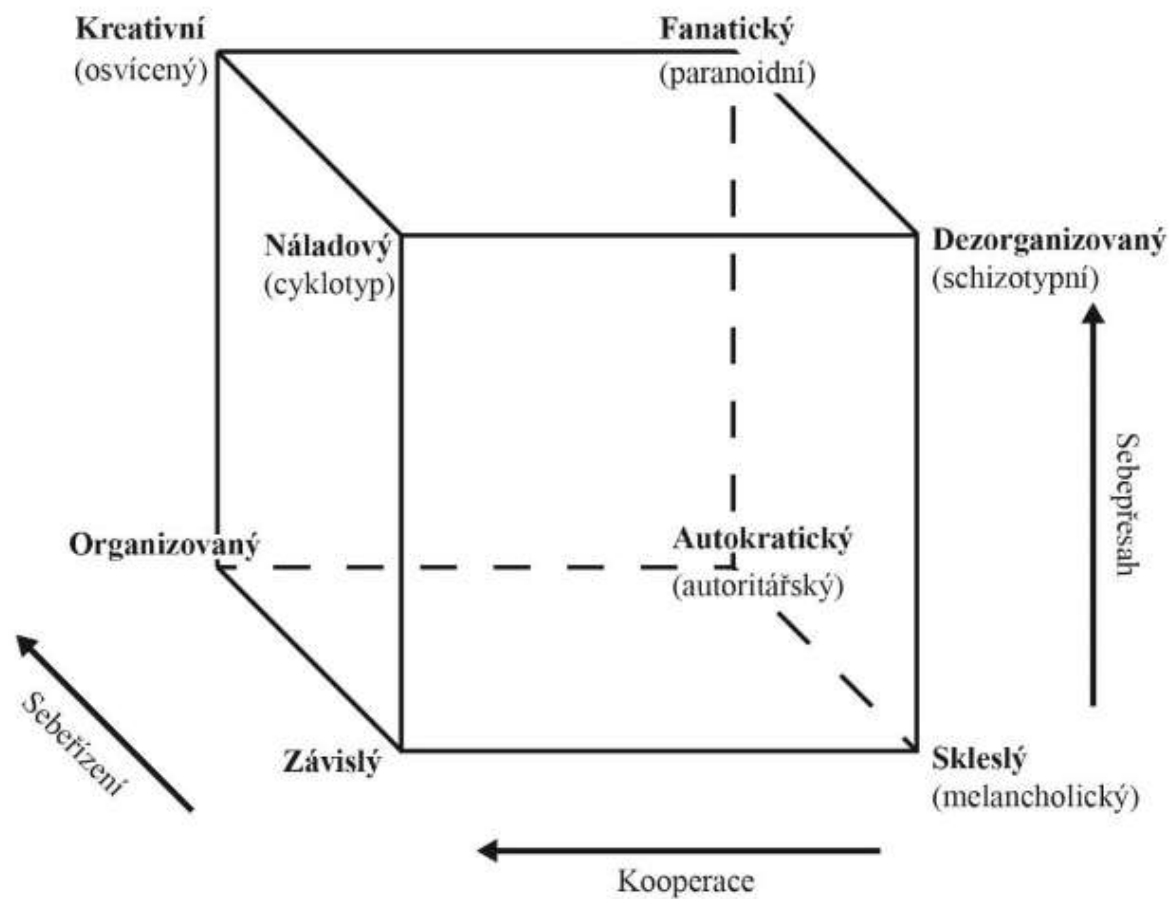 Kreativní
(osvícený)
Fanatický
(paranoidní)
Náladový
(cyklotyp)
Dezorganizovaný
(schizotypní)
Sebepřesah
Organizovaný
Autokratický
(autoritářský)
Sebeřízení
Závislý
Skleslý
(melancholický)
Kooperace